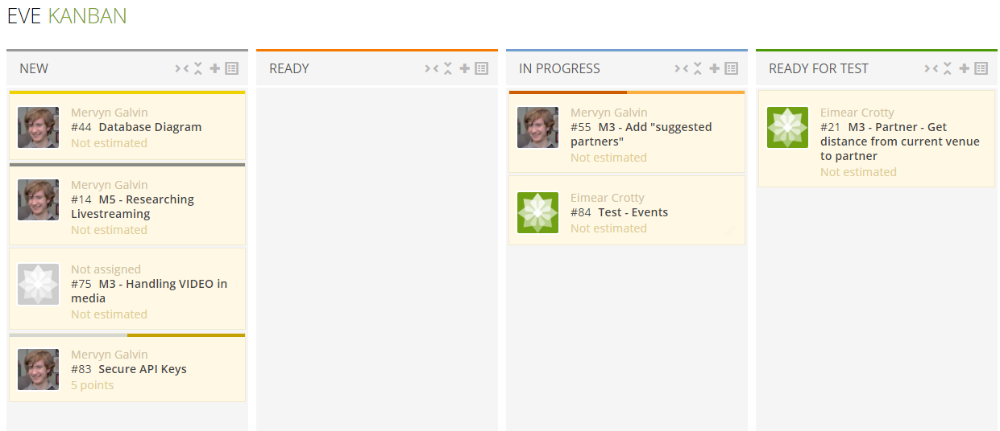 EVE KANBAN
NEW
Mervyn Galvin
#44 Database Diagram
Not estimated
Mervyn Galvin
#14 M5 - Researching
Livestreaming
Not estimated
Not assigned
#75 M3 - Handling VIDEO in
media
Not estimated
Mervyn Galvin
#83 Secure API Keys
5 points
READY
IN PROGRESS
Mervyn Galvin
#55 M3 - Add "suggested
partners"
Not estimated
Eimear Crotty
#84 Test - Events
Not estimated
READY FOR TEST
Eimear Crotty
#21 M3 - Partner - Get
distance from current venue
to partner
Not estimated